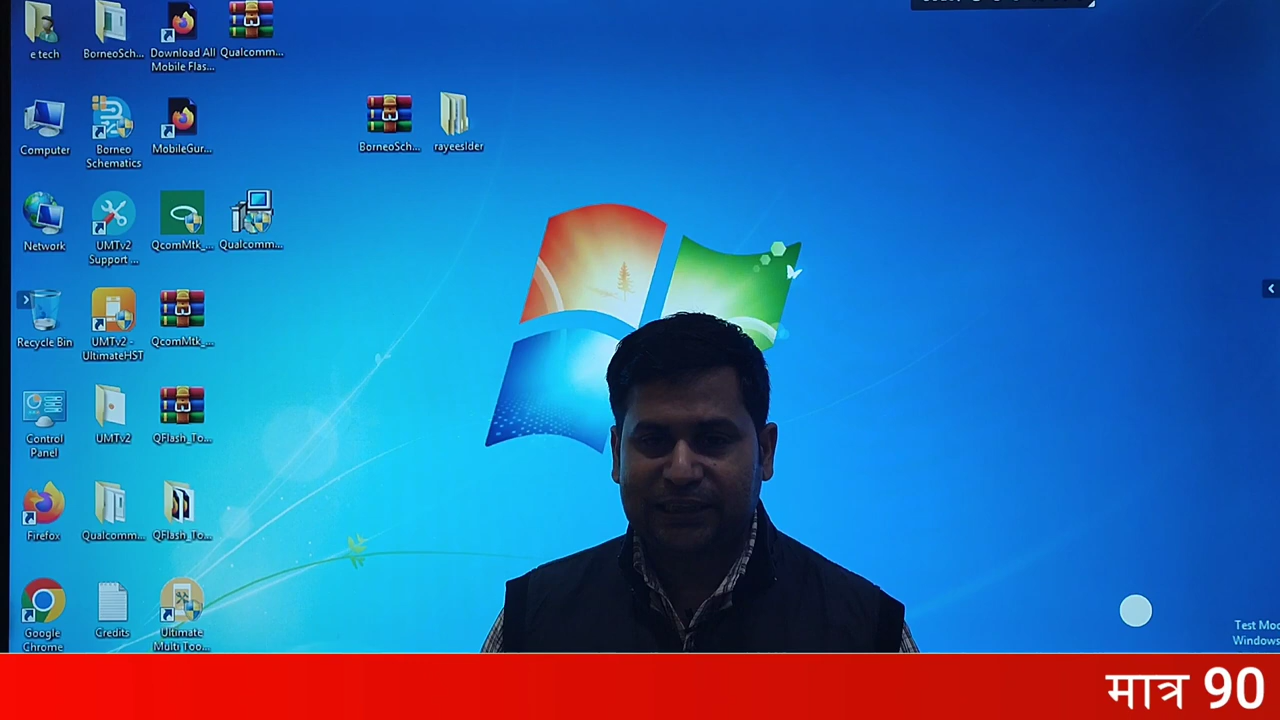 e tech
BorneoSch...
Download All
Mobile Flas...
Qualcomm...
Computer
Borneo
Schematics
MobileGur...
BorneoSch...
rayeesIder
Network
UMTv2
Support ...
QcomMtk_...
Qualcomm...
Recycle Bin
UMTv2 -
UltimateHST
QcomMtk_...
Control
Panel
UMTv2
QFlash_To...
Firefox
Qualcomm...
QFlash_To...
Google
Chrome
Credits
Ultimate
Multi Too...
Test Mod
Windows
मात्र 90